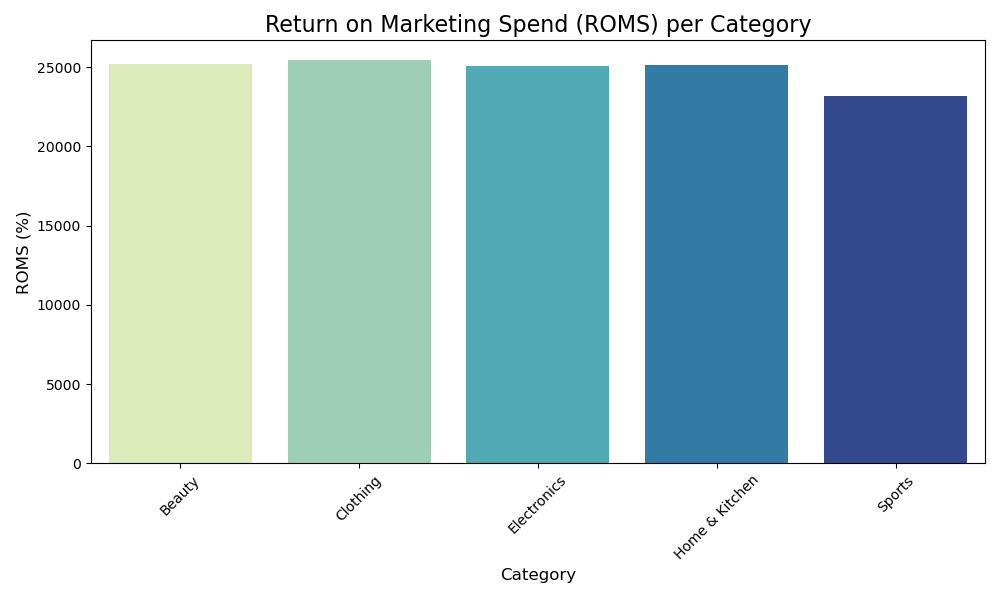 Return on Marketing Spend (ROMS) per Category
25000
20000
15000
10000
5000
0
ROMS (%)
Beauty
Clothing
Electronics
Home & Kitchen
Sports
Category